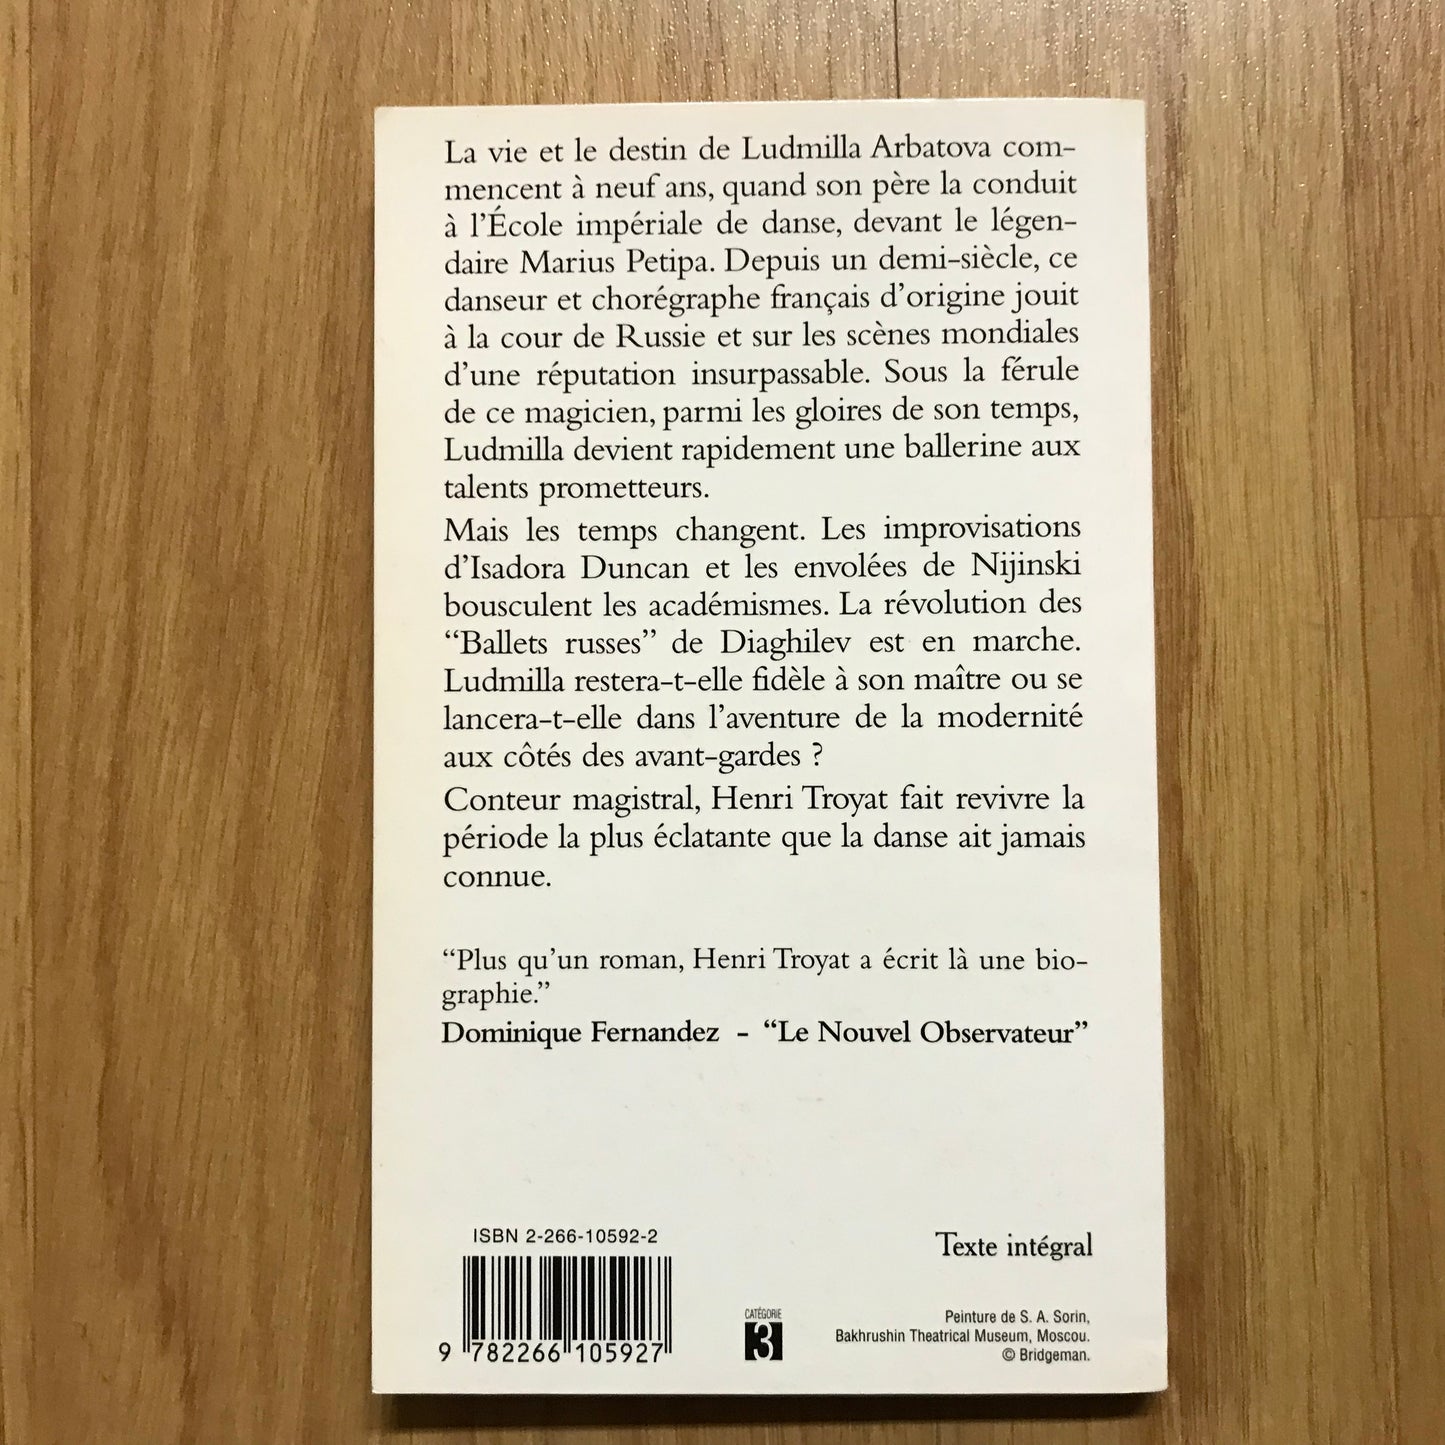 La vie et le destin de Ludmilla Arbatova com-
mencent à neuf ans, quand son père la conduit
à l'École impériale de danse, devant le légen-
daire Marius Petipa. Depuis un demi-siècle, ce
danseur et chorégraphe français d'origine jouit
à la cour de Russie et sur les scènes mondiales
d'une réputation insurpassable. Sous la férule
de ce magicien, parmi les gloires de son temps,
Ludmilla devient rapidement une ballerine aux
talents prometteurs.
Mais les temps changent. Les improvisations
d'Isadora Duncan et les envolées de Nijinski
bousculent les académismes. La révolution des
“Ballets russes” de Diaghilev est en marche.
Ludmilla restera-t-elle fidèle à son maître ou se
lancera-t-elle dans l'aventure de la modernité
aux côtés des avant-gardes ?
Conteur magistral, Henri Troyat fait revivre la
période la plus éclatante que la danse ait jamais
connue.
“Plus qu'un roman, Henri Troyat a écrit là une bio-
graphie.”
Dominique Fernandez - “Le Nouvel Observateur”
ISBN 2-266-10592-2
9 782266 105927
CATÉGORIE
3
Texte intégral
Peinture de S. A. Sorin,
Bakhrushin Theatrical Museum, Moscou.
© Bridgeman.